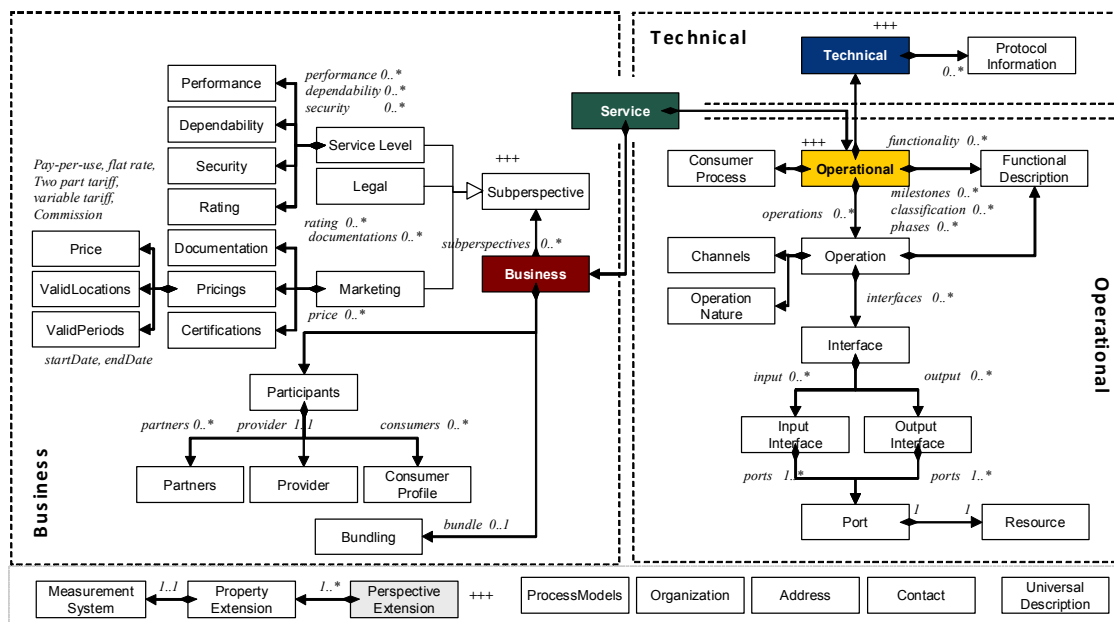 Technical
+++
Technical
Protocol
Information
0..*
Performance
Dependability
Security
Rating
performance 0..*
dependability 0..*
security 0..*
Service Level
Legal
+++
Subperspective
Service
Pay-per-use, flat rate,
Two part tariff,
variable tariff,
Commission
rating 0..*
documentations 0..*
subperspectives 0..*
Business
Price
ValidLocations
ValidPeriods
startDate, endDate
Documentation
Pricings
Certifications
Marketing
price 0..*
Participants
partners 0..*
provider 1..1
consumers 0..*
Partners
Provider
Consumer
Profile
Bundling
bundle 0..1
Business
+++
functionality 0..*
Consumer
Process
Operational
Functional
Description
milestones 0..*
classification 0..*
phases 0..*
operations 0..*
Channels
Operation
Operation
Nature
interfaces 0..*
Interface
input 0..*
output 0..*
Input
Interface
Output
Interface
ports 1..*
ports 1..*
Port
1
1
Resource
Operational
Measurement
System
1..1
Property
Extension
1..*
Perspective
Extension
+++
ProcessModels
Organization
Address
Contact
Universal
Description